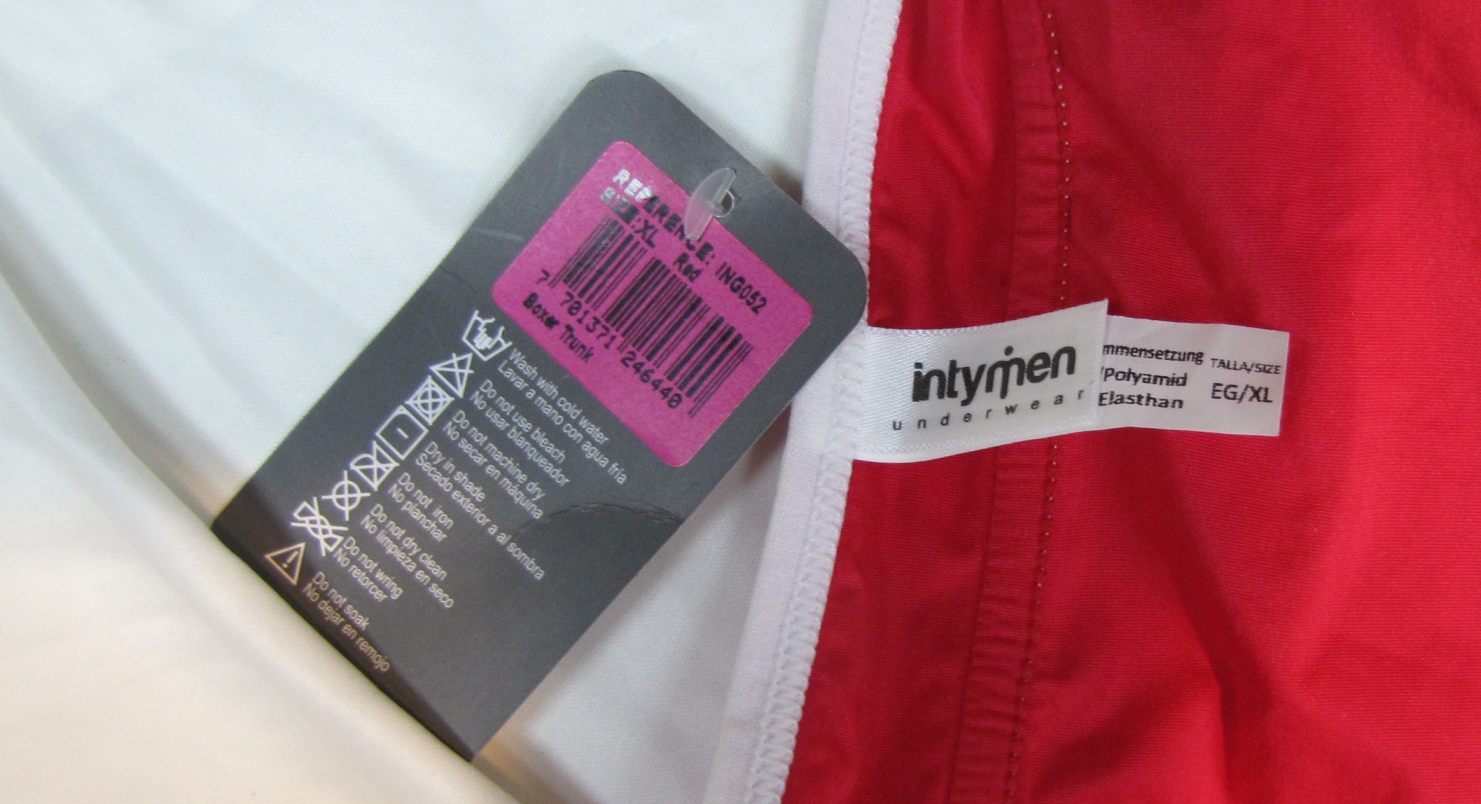 REFERENCE: ING052
SIZE:XL Red
7 701371 246440
Boxer Trunk
Wash with cold water
Lavar a mano con agua fria
Do not use bleach
No usar blanqueador
Do not machine dry
No secar en máquina
Dry in shade
Secado exterior a al sombra
Do not iron
No planchar
Do not dry clean
No limpieza en seco
Do not wring
No retorcer
Do not soak
No dejar en remojo
intymen
underwear
mmensetzung
/Polyamid
Elasthan
TALLA/SIZE
EG/XL